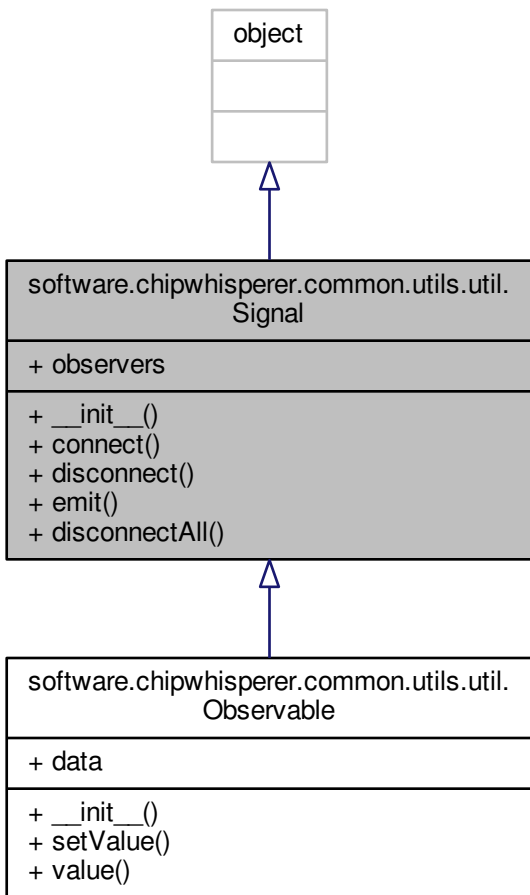 object
software.chipwhisperer.common.utils.util.
Signal
+ observers
+ __init__()
+ connect()
+ disconnect()
+ emit()
+ disconnectAll()
software.chipwhisperer.common.utils.util.
Observable
+ data
+ __init__()
+ setValue()
+ value()